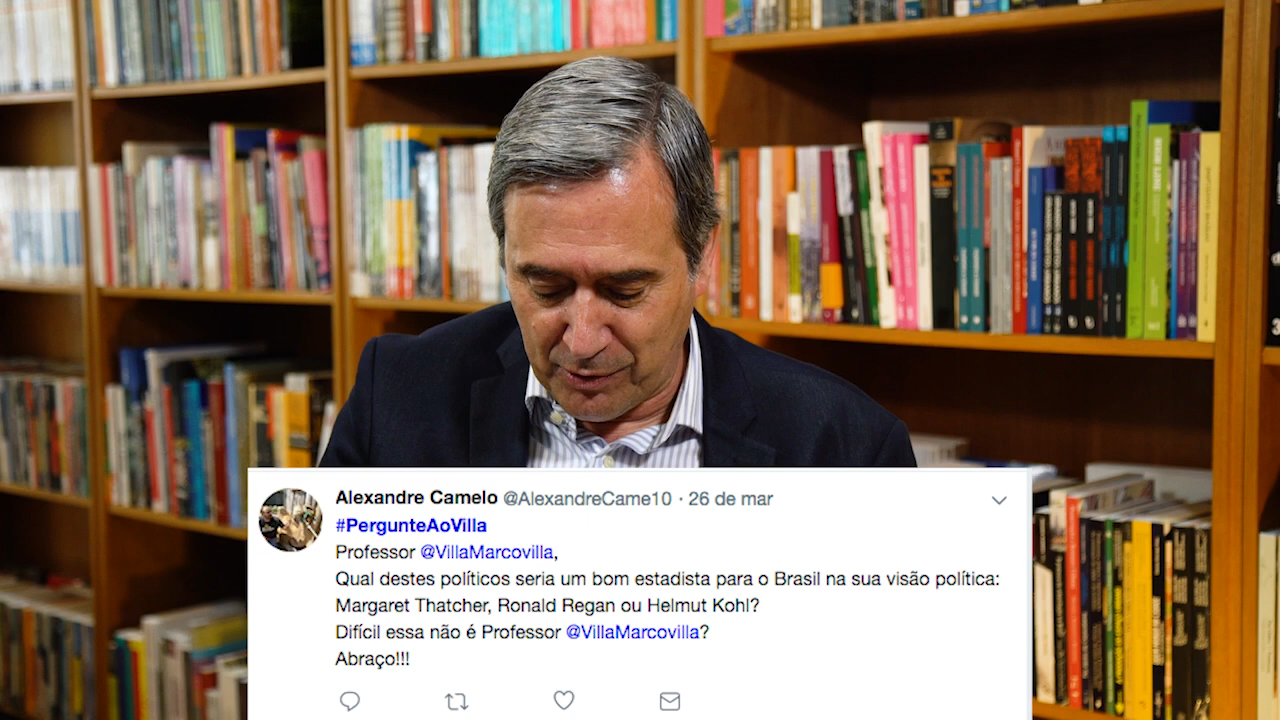 Alexandre Camelo @AlexandreCame10 · 26 de mar
#PergunteAoVilla
Professor @VillaMarcovilla,
Qual destes políticos seria um bom estadista para o Brasil na sua visão política:
Margaret Thatcher, Ronald Regan ou Helmut Kohl?
Difícil essa não é Professor @VillaMarcovilla?
Abraço!!!